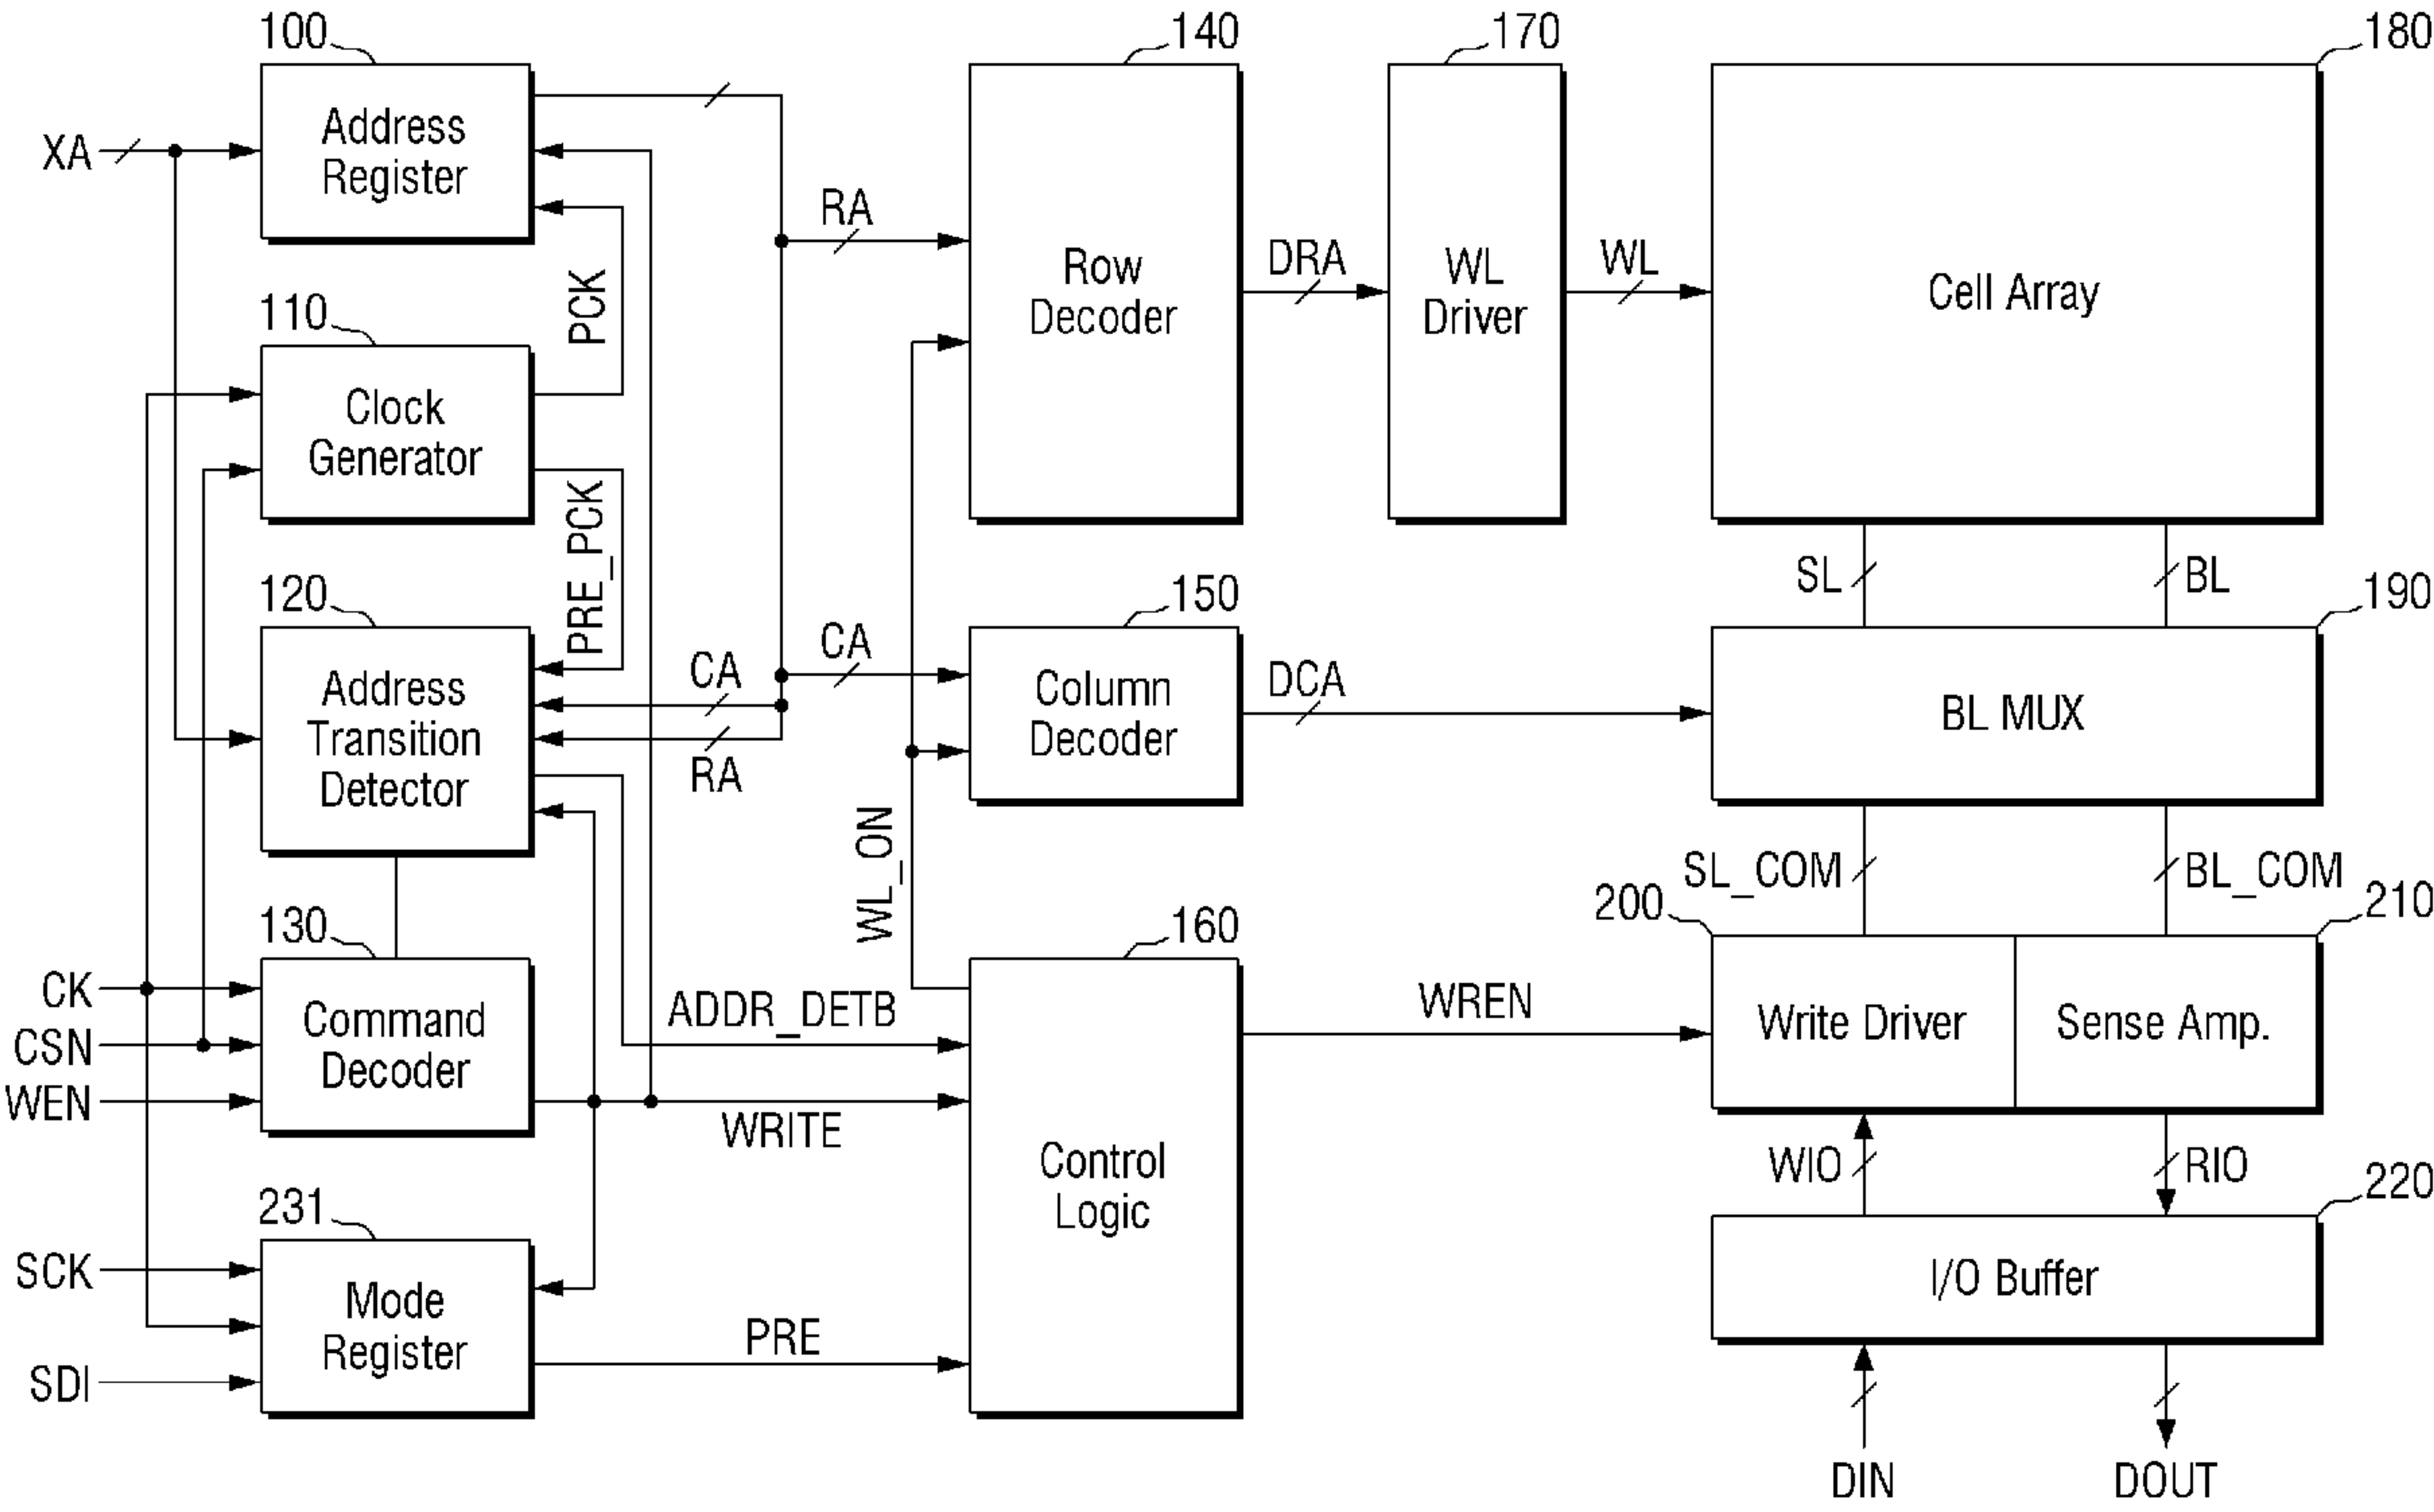 100
140
170
180
XA
Address
Register
RA
Row
Decoder
DRA
WL
Driver
WL
Cell Array
110
PCK
Clock
Generator
PRE_PCK
120
150
SL
BL
190
Address
Transition
Detector
CA
RA
CA
Column
Decoder
DCA
BL MUX
WL_ON
SL_COM
BL_COM
130
160
200
210
CK
CSN
WEN
Command
Decoder
ADDR_DETB
WRITE
Control
Logic
WREN
Write Driver
Sense Amp.
WIO
RIO
220
231
SCK
SDI
Mode
Register
PRE
I/O Buffer
DIN
DOUT